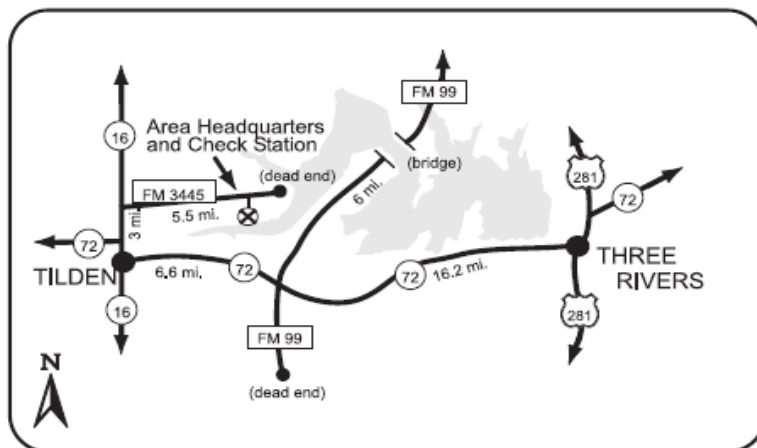 FM 99
16
Area Headquarters
and Check Station
(bridge)
(dead end)
281
FM 3445
6 mi.
72
5.5 mi.
3 mi.
72
TILDEN
6.6 mi.
72
72
16.2 mi.
THREE
RIVERS
16
281
FM 99
N
(dead end)